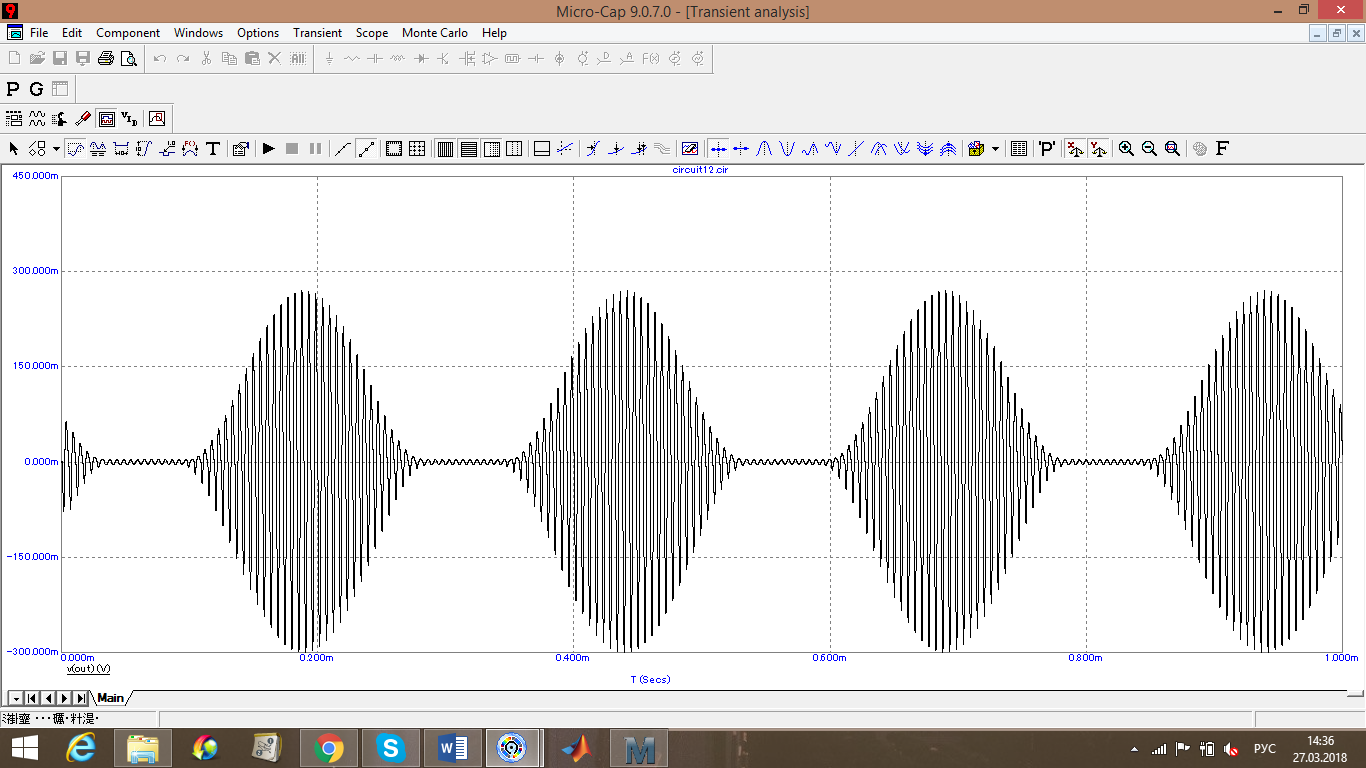 Micro-Cap 9.0.7.0 - [Transient analysis]
File Edit Component Windows Options Transient Scope Monte Carlo Help
P G
T 'P' F
circuit12.cir
450.000m
300.000m
150.000m
0.000m
-150.000m
-300.000m
0.000m 0.200m 0.400m 0.600m 0.800m 1.000m
v(out) (V)
T (Secs)
Main
РУС
14:36
27.03.2018